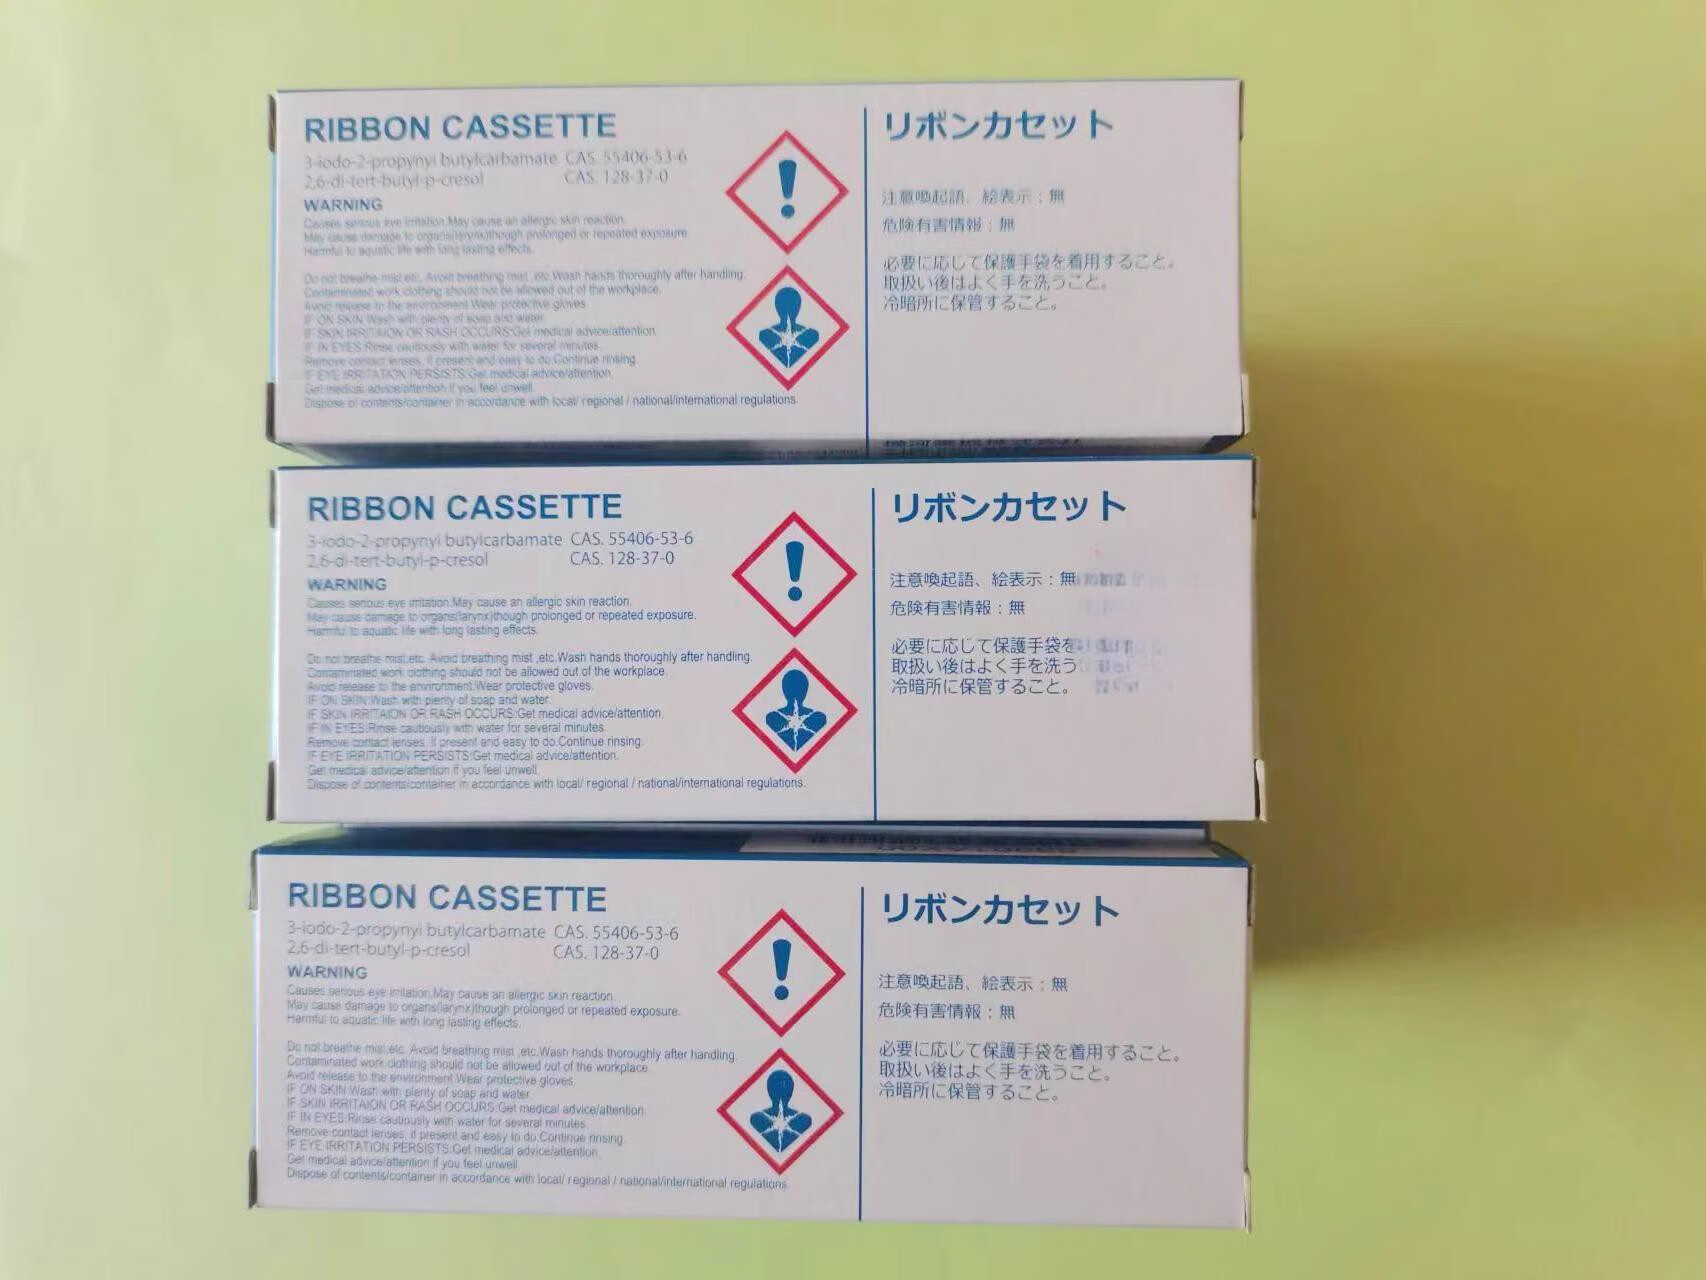 RIBBON CASSETTE
3-iodo-2-propynyi butylcarbamate CAS. 55406-53-6
2,6-di-tert-butyl-p-cresol CAS. 128-37-0
WARNING
Causes serious eye irritation.May cause an allergic skin reaction.
May cause damage to organs(larynx)though prolonged or repeated exposure.
Harmful to aquatic life with long lasting effects.
Do not breathe mist,etc. Avoid breathing mist ,etc.Wash hands thoroughly after handling.
Contaminated work clothing should not be allowed out of the workplace.
Avoid release to the environment.Wear protective gloves
IF ON SKIN:Wash with plenty of soap and water
IF SKIN IRRITAION OR RASH OCCURS:Get medical advice/attention
IF IN EYES:Rinse cautiously with water for several minutes.
Remove contact lenses, if present and easy to do.Continue rinsing.
IF EYE IRRITATION PERSISTS:Get medical advice/attention.
Get medical advice/attention if you feel unwell
Dispose of contents/container in accordance with local/ regional / national/international regulations.
リボンカセット
注意喚起語、絵表示：無
危険有害情報：無
必要に応じて保護手袋を着用すること。
取扱い後はよく手を洗うこと。
冷暗所に保管すること。
RIBBON CASSETTE
3-iodo-2-propynyi butylcarbamate CAS. 55406-53-6
2,6-di-tert-butyl-p-cresol CAS. 128-37-0
WARNING
Causes serious eye irritation.May cause an allergic skin reaction.
May cause damage to organs(larynx)though prolonged or repeated exposure.
Harmful to aquatic life with long lasting effects.
Do not breathe mist,etc. Avoid breathing mist ,etc.Wash hands thoroughly after handling.
Contaminated work clothing should not be allowed out of the workplace.
Avoid release to the environment.Wear protective gloves.
IF ON SKIN:Wash with plenty of soap and water.
IF SKIN IRRITAION OR RASH OCCURS:Get medical advice/attention.
IF IN EYES:Rinse cautiously with water for several minutes.
Remove contact lenses, if present and easy to do.Continue rinsing.
IF EYE IRRITATION PERSISTS:Get medical advice/attention.
Get medical advice/attention if you feel unwell.
Dispose of contents/container in accordance with local/ regional / national/international regulations.
リボンカセット
注意喚起語、絵表示：無
危険有害情報：無
必要に応じて保護手袋を
取扱い後はよく手を洗う
冷暗所に保管すること。
RIBBON CASSETTE
3-iodo-2-propynyi butylcarbamate CAS. 55406-53-6
2,6-di-tert-butyl-p-cresol CAS. 128-37-0
WARNING
Causes serious eye irritation.May cause an allergic skin reaction.
May cause damage to organs(larynx)though prolonged or repeated exposure.
Harmful to aquatic life with long lasting effects.
Do not breathe mist,etc. Avoid breathing mist ,etc.Wash hands thoroughly after handling.
Contaminated work clothing should not be allowed out of the workplace.
Avoid release to the environment.Wear protective gloves.
IF ON SKIN:Wash with plenty of soap and water
IF SKIN IRRITAION OR RASH OCCURS:Get medical advice/attention.
IF IN EYES:Rinse cautiously with water for several minutes.
Remove contact lenses, if present and easy to do.Continue rinsing.
IF EYE IRRITATION PERSISTS:Get medical advice/attention
Get medical advice/attention if you feel unwell
Dispose of contents/container in accordance with local/ regional / national/international regulations.
リボンカセット
注意喚起語、絵表示：無
危険有害情報：無
必要に応じて保護手袋を着用すること。
取扱い後はよく手を洗うこと。
冷暗所に保管すること。